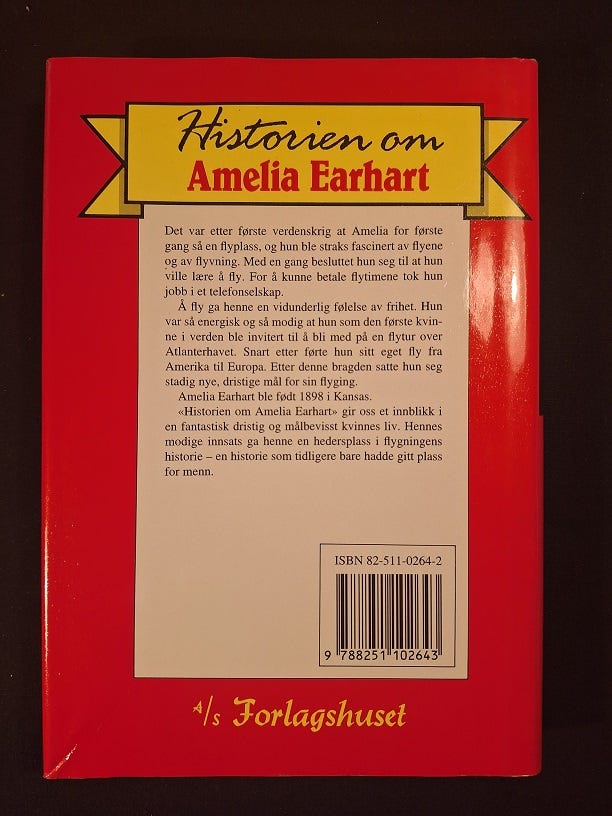 Historien om
Amelia Earhart
Det var etter første verdenskrig at Amelia for første
gang så en flyplass, og hun ble straks fascinert av flyene
og av flyvning. Med en gang besluttet hun seg til at hun
ville lære å fly. For å kunne betale flytimene tok hun
jobb i et telefonselskap.
Å fly ga henne en vidunderlig følelse av frihet. Hun
var så energisk og så modig at hun som den første kvin-
ne i verden ble invitert til å bli med på en flytur over
Atlanterhavet. Snart etter førte hun sitt eget fly fra
Amerika til Europa. Etter denne bragden satte hun seg
stadig nye, dristige mål for sin flyging.
Amelia Earhart ble født 1898 i Kansas.
«Historien om Amelia Earhart» gir oss et innblikk i
en fantastisk dristig og målbevisst kvinnes liv. Hennes
modige innsats ga henne en hedersplass i flygningens
historie – en historie som tidligere bare hadde gitt plass
for menn.
ISBN 82-511-0264-2
9 788251 102643
A/s Forlagshuset